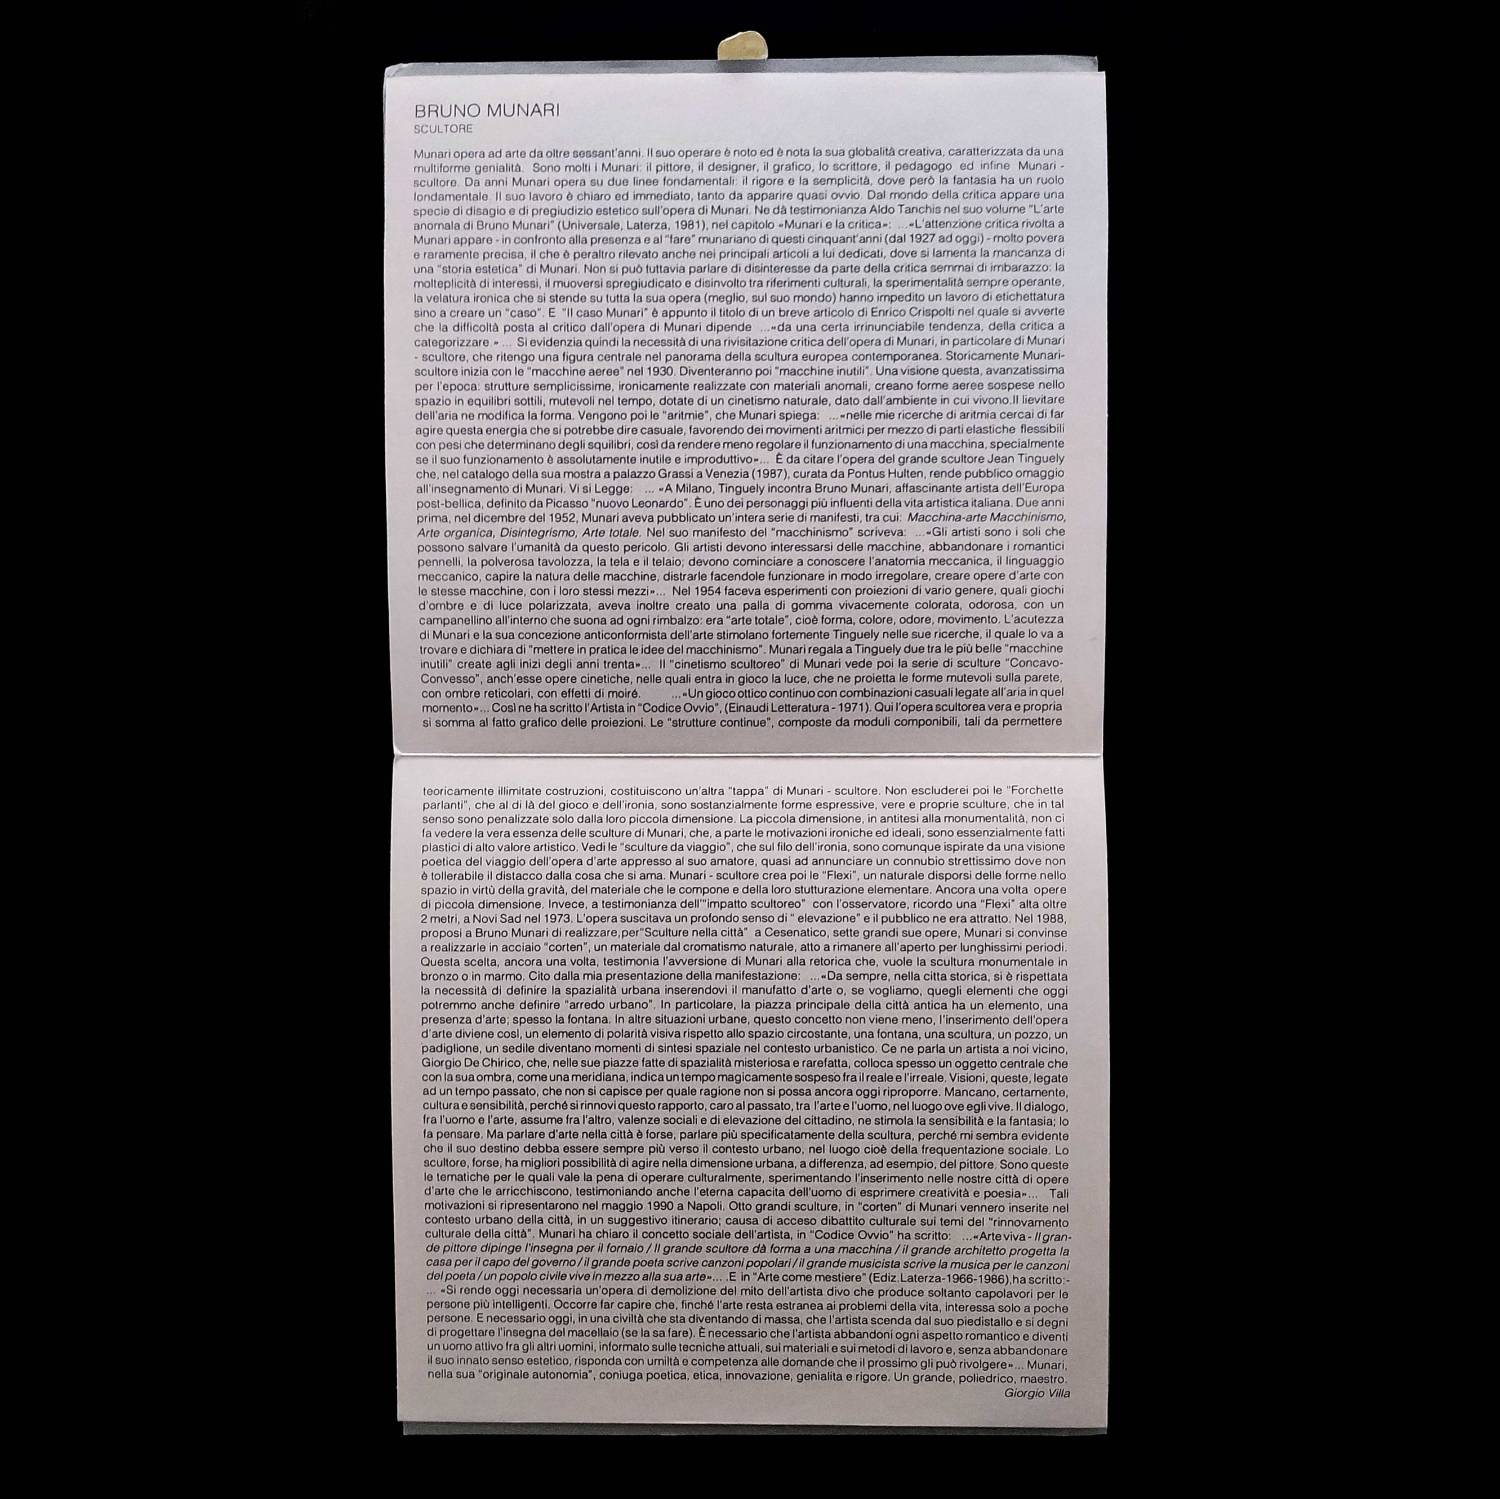 BRUNO MUNARI
SCULTORE
Munari opera ad arte da oltre sessant'anni. Il suo operare è noto ed è nota la sua globalità creativa, caratterizzata da una
multiforme genialità. Sono molti i Munari: il pittore, il designer, il grafico, lo scrittore, il pedagogo ed infine Munari -
scultore. Da anni Munari opera su due linee fondamentali: il rigore e la semplicità, dove però la fantasia ha un ruolo
fondamentale. Il suo lavoro è chiaro ed immediato, tanto da apparire quasi ovvio. Dal mondo della critica appare una
specie di disagio e di pregiudizio estetico sull'opera di Munari. Ne dà testimonianza Aldo Tanchis nel suo volume "L'arte
anomala di Bruno Munari" (Universale, Laterza, 1981), nel capitolo «Munari e la critica»: ...«L'attenzione critica rivolta a
Munari appare - in confronto alla presenza e al "fare" munariano di questi cinquant'anni (dal 1927 ad oggi) - molto povera
e raramente precisa, il che è peraltro rilevato anche nei principali articoli a lui dedicati, dove si lamenta la mancanza di
una "storia estetica" di Munari. Non si può tuttavia parlare di disinteresse da parte della critica semmai di imbarazzo: la
molteplicità di interessi, il muoversi spregiudicato e disinvolto tra riferimenti culturali, la sperimentalità sempre operante,
la velatura ironica che si stende su tutta la sua opera (meglio, sul suo mondo) hanno impedito un lavoro di etichettatura
sino a creare un "caso". E "Il caso Munari" è appunto il titolo di un breve articolo di Enrico Crispolti nel quale si avverte
che la difficoltà posta al critico dall'opera di Munari dipende ...«da una certa irrinunciabile tendenza, della critica a
categorizzare.» ... Si evidenzia quindi la necessità di una rivisitazione critica dell'opera di Munari, in particolare di Munari
- scultore, che ritengo una figura centrale nel panorama della scultura europea contemporanea. Storicamente Munari-
scultore inizia con le "macchine aeree" nel 1930. Diventeranno poi "macchine inutili". Una visione questa, avanzatissima
per l'epoca: strutture semplicissime, ironicamente realizzate con materiali anomali, creano forme aeree sospese nello
spazio in equilibri sottili, mutevoli nel tempo, dotate di un cinetismo naturale, dato dall'ambiente in cui vivono.Il lievitare
dell'aria ne modifica la forma. Vengono poi le "aritmie", che Munari spiega: ...«nelle mie ricerche di aritmia cercai di far
agire questa energia che si potrebbe dire casuale, favorendo dei movimenti aritmici per mezzo di parti elastiche flessibili
con pesi che determinano degli squilibri, così da rendere meno regolare il funzionamento di una macchina, specialmente
se il suo funzionamento è assolutamente inutile e improduttivo»... È da citare l'opera del grande scultore Jean Tinguely
che, nel catalogo della sua mostra a palazzo Grassi a Venezia (1987), curata da Pontus Hulten, rende pubblico omaggio
all'insegnamento di Munari. Vi si Legge: ... «A Milano, Tinguely incontra Bruno Munari, affascinante artista dell'Europa
post-bellica, definito da Picasso "nuovo Leonardo". È uno dei personaggi più influenti della vita artistica italiana. Due anni
prima, nel dicembre del 1952, Munari aveva pubblicato un'intera serie di manifesti, tra cui: Macchina-arte Macchinismo,
Arte organica, Disintegrismo, Arte totale. Nel suo manifesto del "macchinismo" scriveva: ...«Gli artisti sono i soli che
possono salvare l'umanità da questo pericolo. Gli artisti devono interessarsi delle macchine, abbandonare i romantici
pennelli, la polverosa tavolozza, la tela e il telaio; devono cominciare a conoscere l'anatomia meccanica, il linguaggio
meccanico, capire la natura delle macchine, distrarle facendole funzionare in modo irregolare, creare opere d'arte con
le stesse macchine, con i loro stessi mezzi»... Nel 1954 faceva esperimenti con proiezioni di vario genere, quali giochi
d'ombre e di luce polarizzata, aveva inoltre creato una palla di gomma vivacemente colorata, odorosa, con un
campanellino all'interno che suona ad ogni rimbalzo: era "arte totale", cioè forma, colore, odore, movimento. L'acutezza
di Munari e la sua concezione anticonformista dell'arte stimolano fortemente Tinguely nelle sue ricerche, il quale lo va a
trovare e dichiara di "mettere in pratica le idee del macchinismo". Munari regala a Tinguely due tra le più belle "macchine
inutili" create agli inizi degli anni trenta»... Il "cinetismo scultoreo" di Munari vede poi la serie di sculture "Concavo-
Convesso", anch'esse opere cinetiche, nelle quali entra in gioco la luce, che ne proietta le forme mutevoli sulla parete,
con ombre reticolari, con effetti di moiré. ...«Un gioco ottico continuo con combinazioni casuali legate all'aria in quel
momento»... Così ne ha scritto l'Artista in "Codice Ovvio", (Einaudi Letteratura - 1971). Qui l'opera scultorea vera e propria
si somma al fatto grafico delle proiezioni. Le "strutture continue", composte da moduli componibili, tali da permettere
teoricamente illimitate costruzioni, costituiscono un'altra "tappa" di Munari - scultore. Non escluderei poi le "Forchette
parlanti", che al di là del gioco e dell'ironia, sono sostanzialmente forme espressive, vere e proprie sculture, che in tal
senso sono penalizzate solo dalla loro piccola dimensione. La piccola dimensione, in antitesi alla monumentalità, non ci
fa vedere la vera essenza delle sculture di Munari, che, a parte le motivazioni ironiche ed ideali, sono essenzialmente fatti
plastici di alto valore artistico. Vedi le "sculture da viaggio", che sul filo dell'ironia, sono comunque ispirate da una visione
poetica del viaggio dell'opera d'arte appresso al suo amatore, quasi ad annunciare un connubio strettissimo dove non
è tollerabile il distacco dalla cosa che si ama. Munari - scultore crea poi le "Flexi", un naturale disporsi delle forme nello
spazio in virtù della gravità, del materiale che le compone e della loro stutturazione elementare. Ancora una volta opere
di piccola dimensione. Invece, a testimonianza dell'"impatto scultoreo" con l'osservatore, ricordo una "Flexi" alta oltre
2 metri, a Novi Sad nel 1973. L'opera suscitava un profondo senso di " elevazione" e il pubblico ne era attratto. Nel 1988,
proposi a Bruno Munari di realizzare,per"Sculture nella città" a Cesenatico, sette grandi sue opere, Munari si convinse
a realizzarle in acciaio "corten", un materiale dal cromatismo naturale, atto a rimanere all'aperto per lunghissimi periodi.
Questa scelta, ancora una volta, testimonia l'avversione di Munari alla retorica che, vuole la scultura monumentale in
bronzo o in marmo. Cito dalla mia presentazione della manifestazione: ...«Da sempre, nella citta storica, si è rispettata
la necessità di definire la spazialità urbana inserendovi il manufatto d'arte o, se vogliamo, quegli elementi che oggi
potremmo anche definire "arredo urbano". In particolare, la piazza principale della città antica ha un elemento, una
presenza d'arte; spesso la fontana. In altre situazioni urbane, questo concetto non viene meno, l'inserimento dell'opera
d'arte diviene così, un elemento di polarità visiva rispetto allo spazio circostante, una fontana, una scultura, un pozzo, un
padiglione, un sedile diventano momenti di sintesi spaziale nel contesto urbanistico. Ce ne parla un artista a noi vicino,
Giorgio De Chirico, che, nelle sue piazze fatte di spazialità misteriosa e rarefatta, colloca spesso un oggetto centrale che
con la sua ombra, come una meridiana, indica un tempo magicamente sospeso fra il reale e l'irreale. Visioni, queste, legate
ad un tempo passato, che non si capisce per quale ragione non si possa ancora oggi riproporre. Mancano, certamente,
cultura e sensibilità, perché si rinnovi questo rapporto, caro al passato, tra l'arte e l'uomo, nel luogo ove egli vive. Il dialogo,
fra l'uomo e l'arte, assume fra l'altro, valenze sociali e di elevazione del cittadino, ne stimola la sensibilità e la fantasia; lo
fa pensare. Ma parlare d'arte nella città è forse, parlare più specificatamente della scultura, perché mi sembra evidente
che il suo destino debba essere sempre più verso il contesto urbano, nel luogo cioè della frequentazione sociale. Lo
scultore, forse, ha migliori possibilità di agire nella dimensione urbana, a differenza, ad esempio, del pittore. Sono queste
le tematiche per le quali vale la pena di operare culturalmente, sperimentando l'inserimento nelle nostre città di opere
d'arte che le arricchiscono, testimoniando anche l'eterna capacita dell'uomo di esprimere creatività e poesia»... Tali
motivazioni si ripresentarono nel maggio 1990 a Napoli. Otto grandi sculture, in "corten" di Munari vennero inserite nel
contesto urbano della città, in un suggestivo itinerario; causa di acceso dibattito culturale sui temi del "rinnovamento
culturale della città". Munari ha chiaro il concetto sociale dell'artista, in "Codice Ovvio" ha scritto: ...«Arte viva - Il gran-
de pittore dipinge l'insegna per il fornaio / Il grande scultore dà forma a una macchina / il grande architetto progetta la
casa per il capo del governo / il grande poeta scrive canzoni popolari / il grande musicista scrive la musica per le canzoni
del poeta / un popolo civile vive in mezzo alla sua arte»... .E in "Arte come mestiere" (Ediz.Laterza-1966-1986),ha scritto:-
... «Si rende oggi necessaria un'opera di demolizione del mito dell'artista divo che produce soltanto capolavori per le
persone più intelligenti. Occorre far capire che, finché l'arte resta estranea ai problemi della vita, interessa solo a poche
persone. E necessario oggi, in una civiltà che sta diventando di massa, che l'artista scenda dal suo piedistallo e si degni
di progettare l'insegna del macellaio (se la sa fare). È necessario che l'artista abbandoni ogni aspetto romantico e diventi
un uomo attivo fra gli altri uomini, informato sulle tecniche attuali, sui materiali e sui metodi di lavoro e, senza abbandonare
il suo innato senso estetico, risponda con umiltà e competenza alle domande che il prossimo gli può rivolgere»... Munari,
nella sua "originale autonomia", coniuga poetica, etica, innovazione, genialita e rigore. Un grande, poliedrico, maestro.
Giorgio Villa